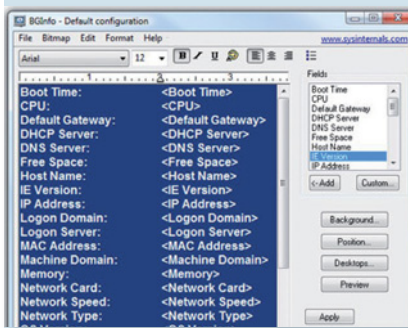 BGInfo - Default configuration
File Bitmap Edit Format Help
www.sysinternals.com
Arial 12 B I U
1 2 3
Fields
Boot Time: <Boot Time>
CPU: <CPU>
Default Gateway: <Default Gateway>
DHCP Server: <DHCP Server>
DNS Server: <DNS Server>
Free Space: <Free Space>
Host Name: <Host Name>
IE Version: <IE Version>
IP Address: <IP Address>
Logon Domain: <Logon Domain>
Logon Server: <Logon Server>
MAC Address: <MAC Address>
Machine Domain: <Machine Domain>
Memory: <Memory>
Network Card: <Network Card>
Network Speed: <Network Speed>
Network Type: <Network Type>
Boot Time
CPU
Default Gateway
DHCP Server
DNS Server
Free Space
Host Name
IE Version
IP Address
<- Add Custom...
Background...
Position...
Desktops...
Preview
Apply